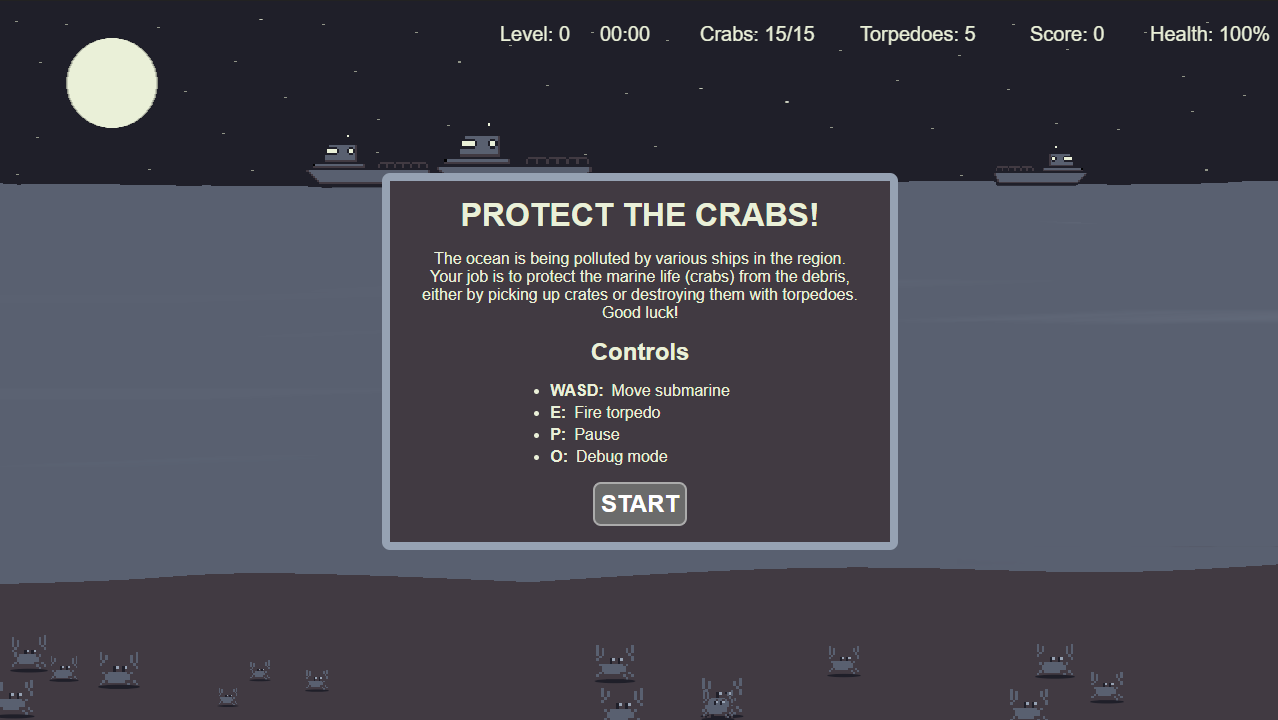 Level: 0 00:00 Crabs: 15/15 Torpedoes: 5 Score: 0 Health: 100%
PROTECT THE CRABS!
The ocean is being polluted by various ships in the region.
Your job is to protect the marine life (crabs) from the debris,
either by picking up crates or destroying them with torpedoes.
Good luck!
Controls
• WASD: Move submarine
• E: Fire torpedo
• P: Pause
• O: Debug mode
START